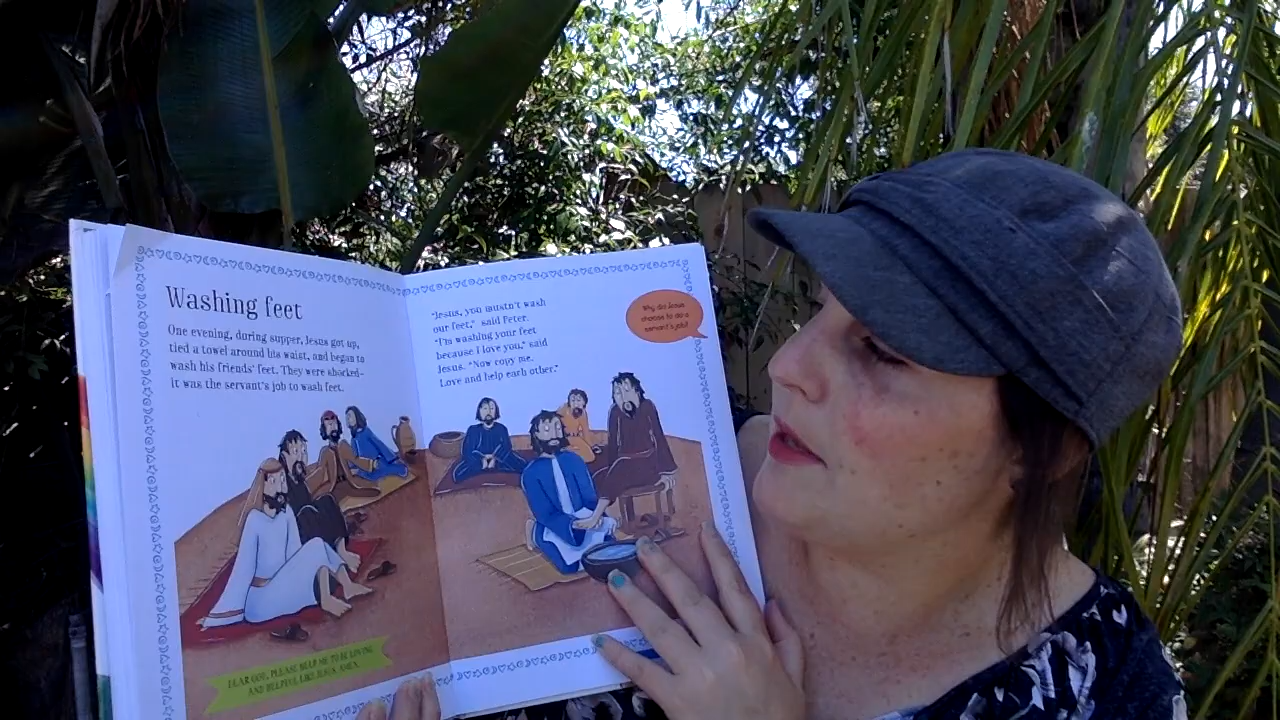 Washing feet
One evening, during supper, Jesus got up,
tied a towel around his waist, and began to
wash his friends' feet. They were shocked–
it was the servant's job to wash feet.
"Jesus, you mustn't wash
our feet," said Peter.
"I'm washing your feet
because I love you," said
Jesus. "Now copy me.
Love and help each other."
Why did Jesus
choose to do a
servant's job?
DEAR GOD, PLEASE HELP ME TO BE LOVING
AND HELPFUL LIKE JESUS. AMEN.